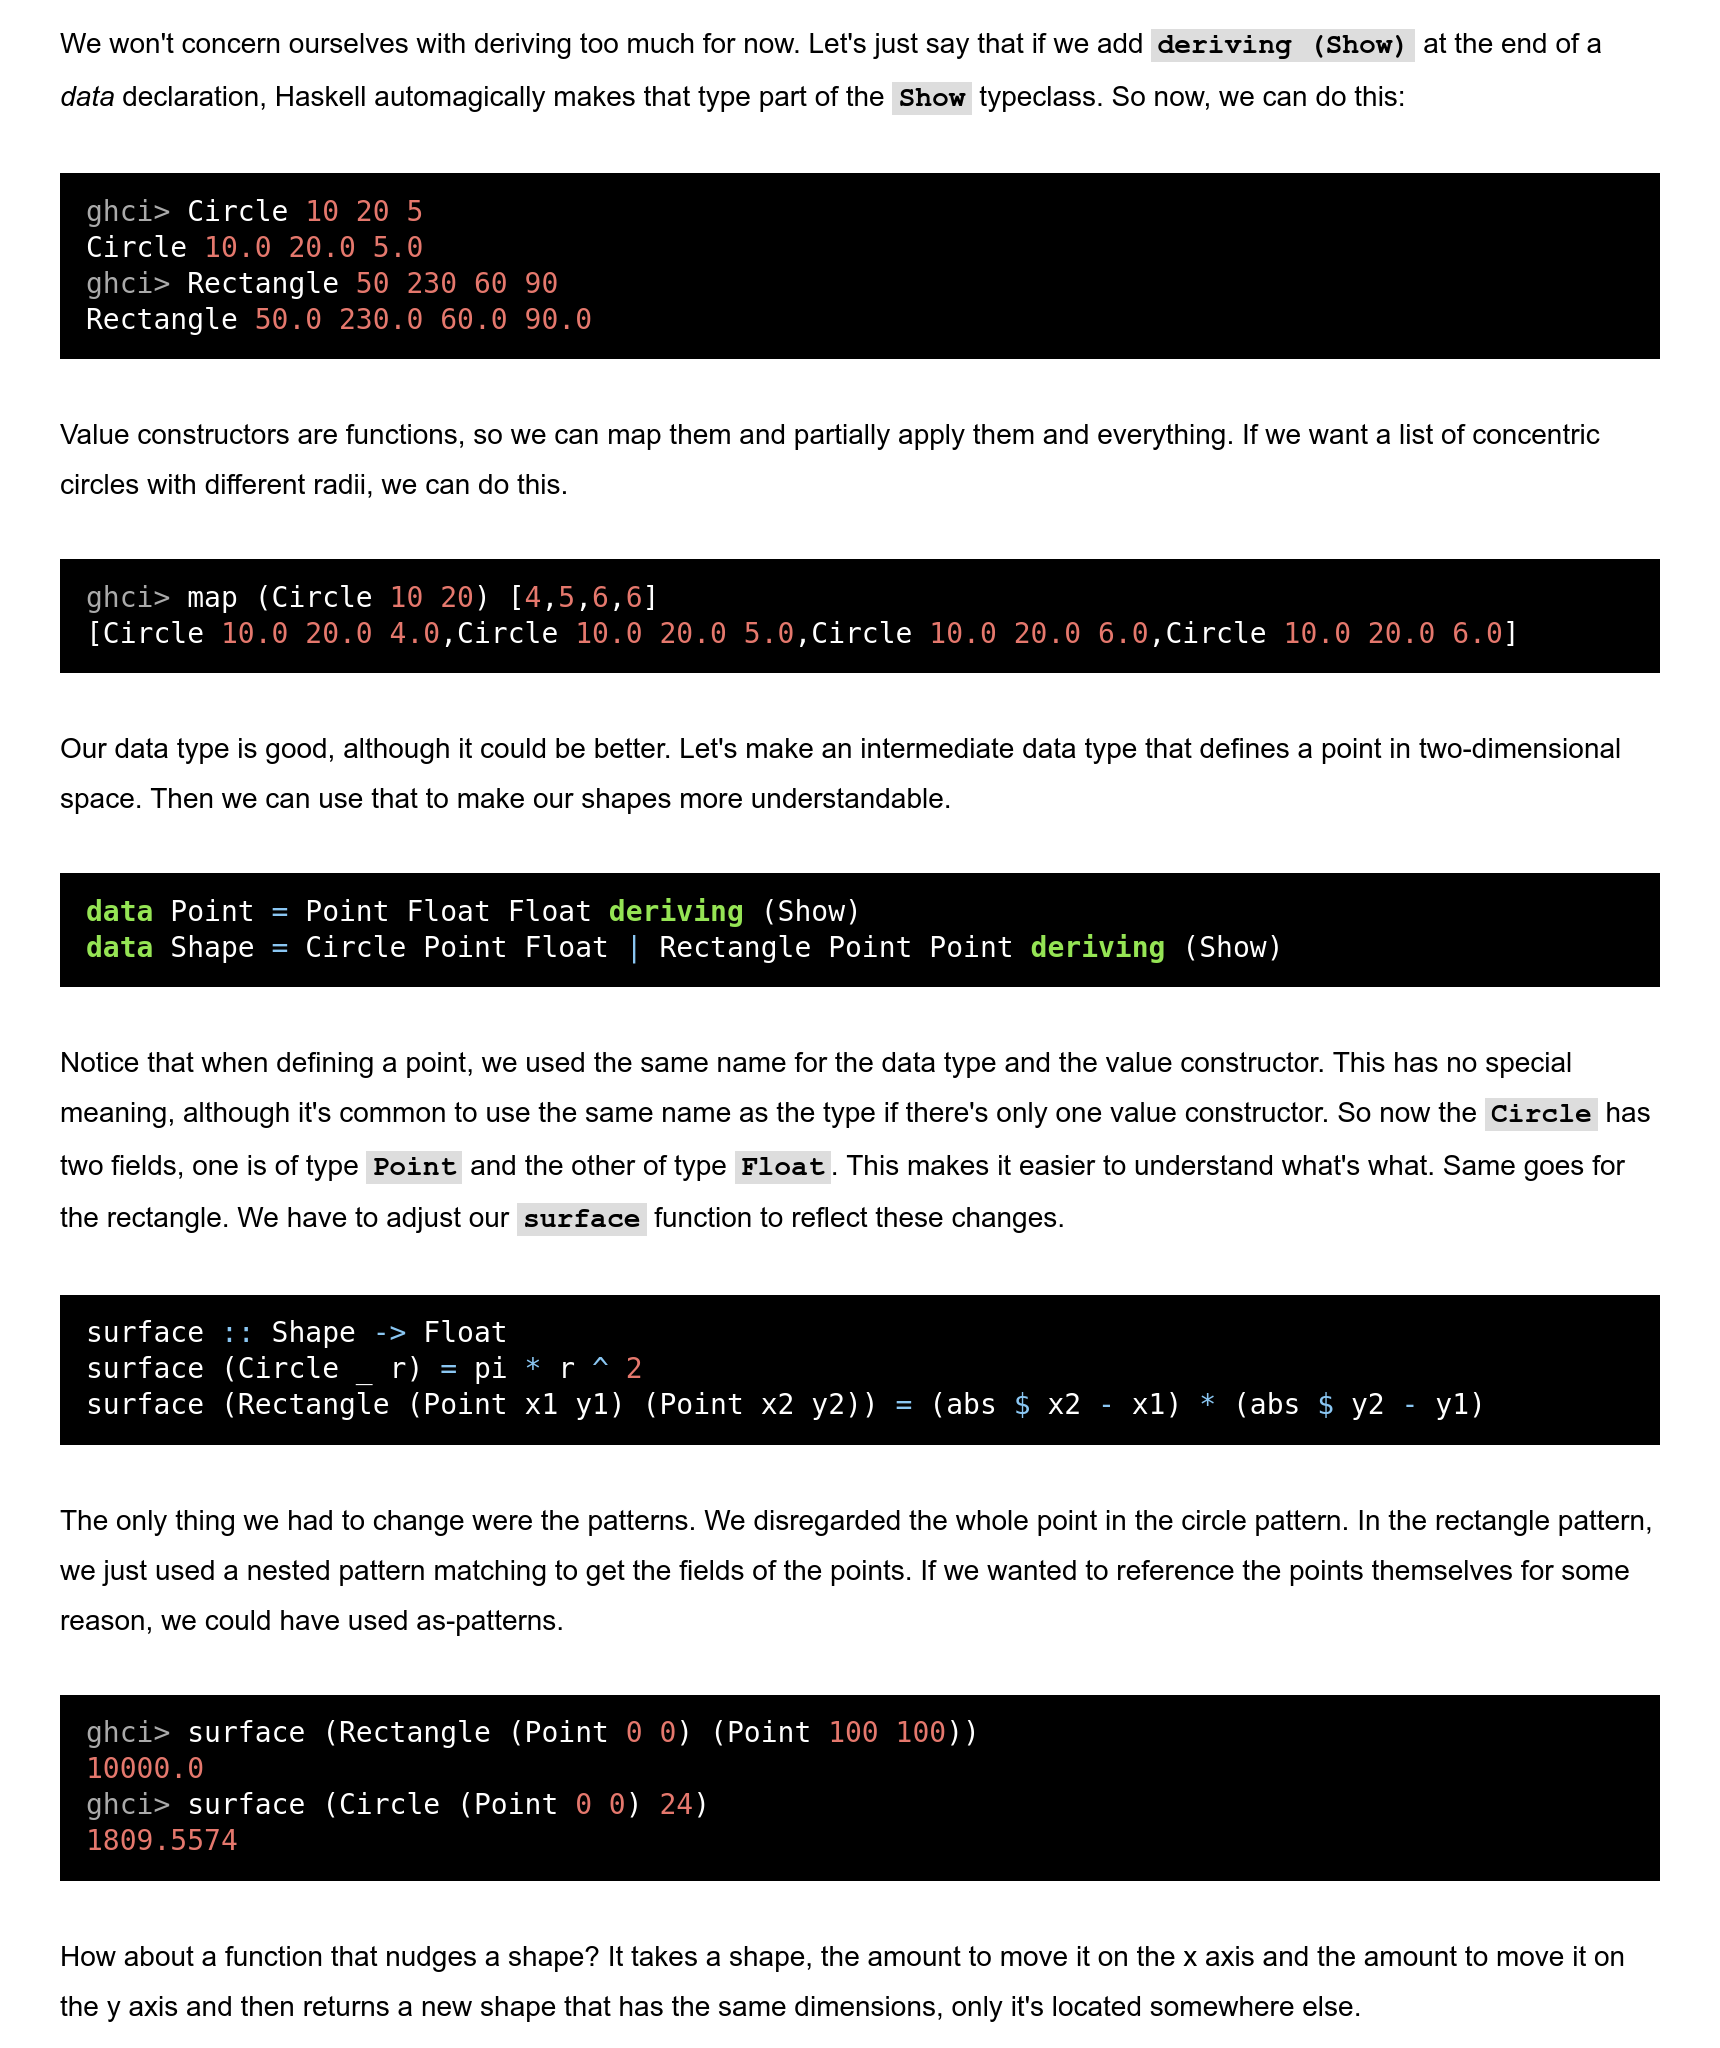 We won't concern ourselves with deriving too much for now. Let's just say that if we add deriving (Show) at the end of a
data declaration, Haskell automagically makes that type part of the Show typeclass. So now, we can do this:
ghci> Circle 10 20 5
Circle 10.0 20.0 5.0
ghci> Rectangle 50 230 60 90
Rectangle 50.0 230.0 60.0 90.0
Value constructors are functions, so we can map them and partially apply them and everything. If we want a list of concentric
circles with different radii, we can do this.
ghci> map (Circle 10 20) [4,5,6,6]
[Circle 10.0 20.0 4.0,Circle 10.0 20.0 5.0,Circle 10.0 20.0 6.0,Circle 10.0 20.0 6.0]
Our data type is good, although it could be better. Let's make an intermediate data type that defines a point in two-dimensional
space. Then we can use that to make our shapes more understandable.
data Point = Point Float Float deriving (Show)
data Shape = Circle Point Float | Rectangle Point Point deriving (Show)
Notice that when defining a point, we used the same name for the data type and the value constructor. This has no special
meaning, although it's common to use the same name as the type if there's only one value constructor. So now the Circle has
two fields, one is of type Point and the other of type Float. This makes it easier to understand what's what. Same goes for
the rectangle. We have to adjust our surface function to reflect these changes.
surface :: Shape -> Float
surface (Circle _ r) = pi * r ^ 2
surface (Rectangle (Point x1 y1) (Point x2 y2)) = (abs $ x2 - x1) * (abs $ y2 - y1)
The only thing we had to change were the patterns. We disregarded the whole point in the circle pattern. In the rectangle pattern,
we just used a nested pattern matching to get the fields of the points. If we wanted to reference the points themselves for some
reason, we could have used as-patterns.
ghci> surface (Rectangle (Point 0 0) (Point 100 100))
10000.0
ghci> surface (Circle (Point 0 0) 24)
1809.5574
How about a function that nudges a shape? It takes a shape, the amount to move it on the x axis and the amount to move it on
the y axis and then returns a new shape that has the same dimensions, only it's located somewhere else.